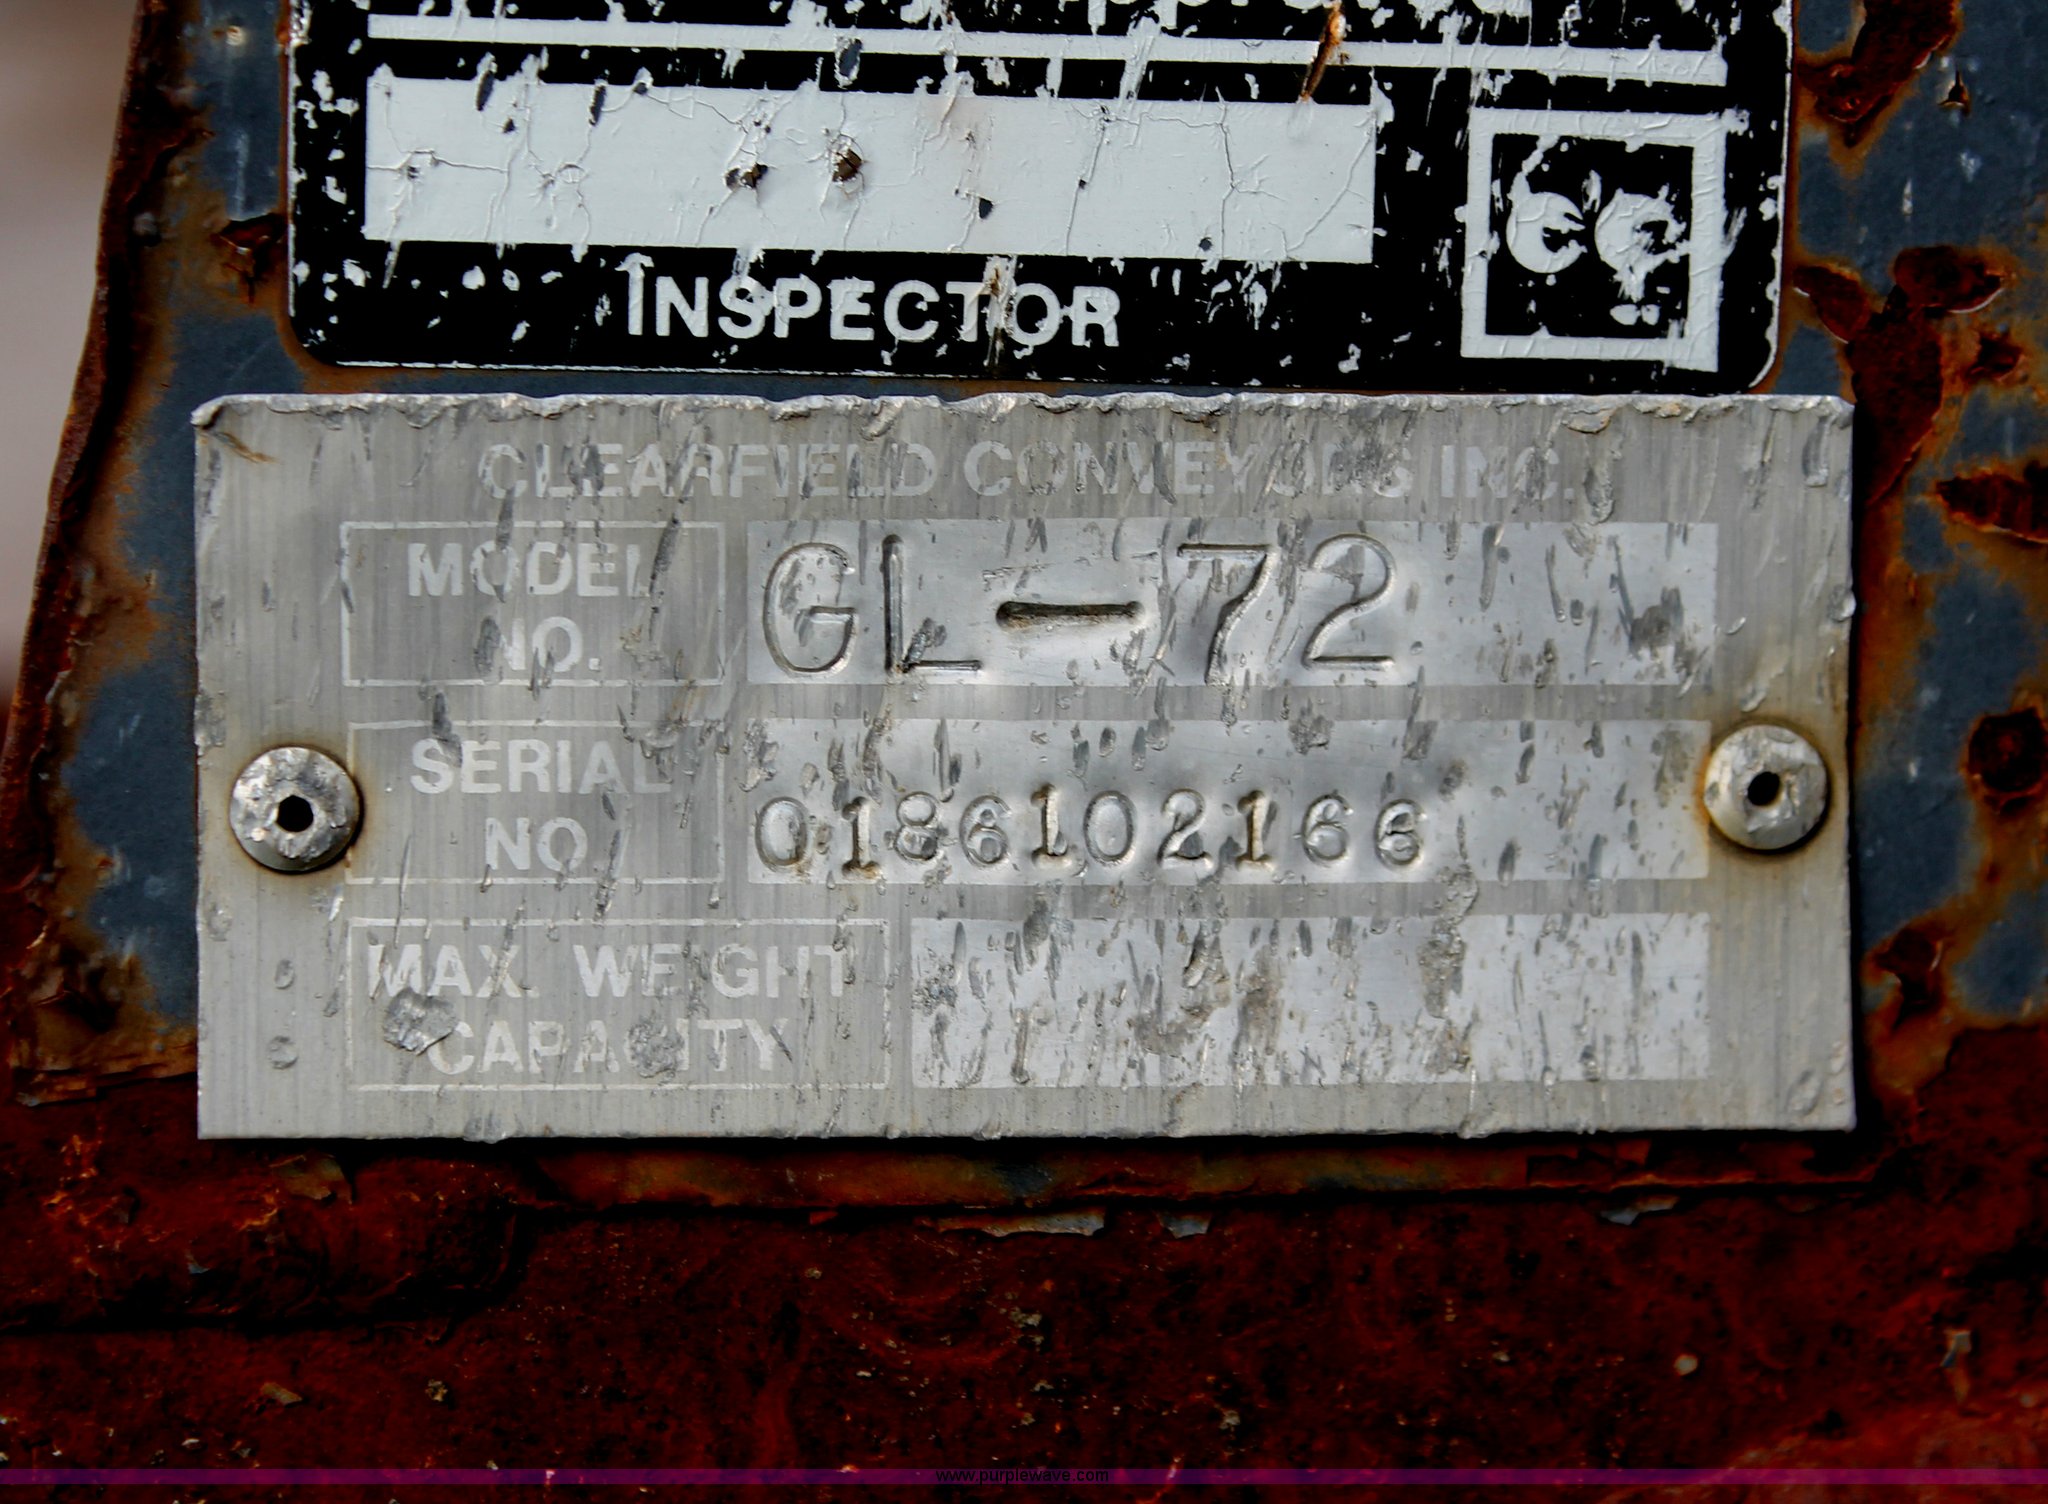 INSPECTOR
CLEARFIELD CONVEYORS INC.
MODEL NO.
GL-72
SERIAL NO.
0186102166
MAX. WEIGHT CAPACITY
www.purplewave.com